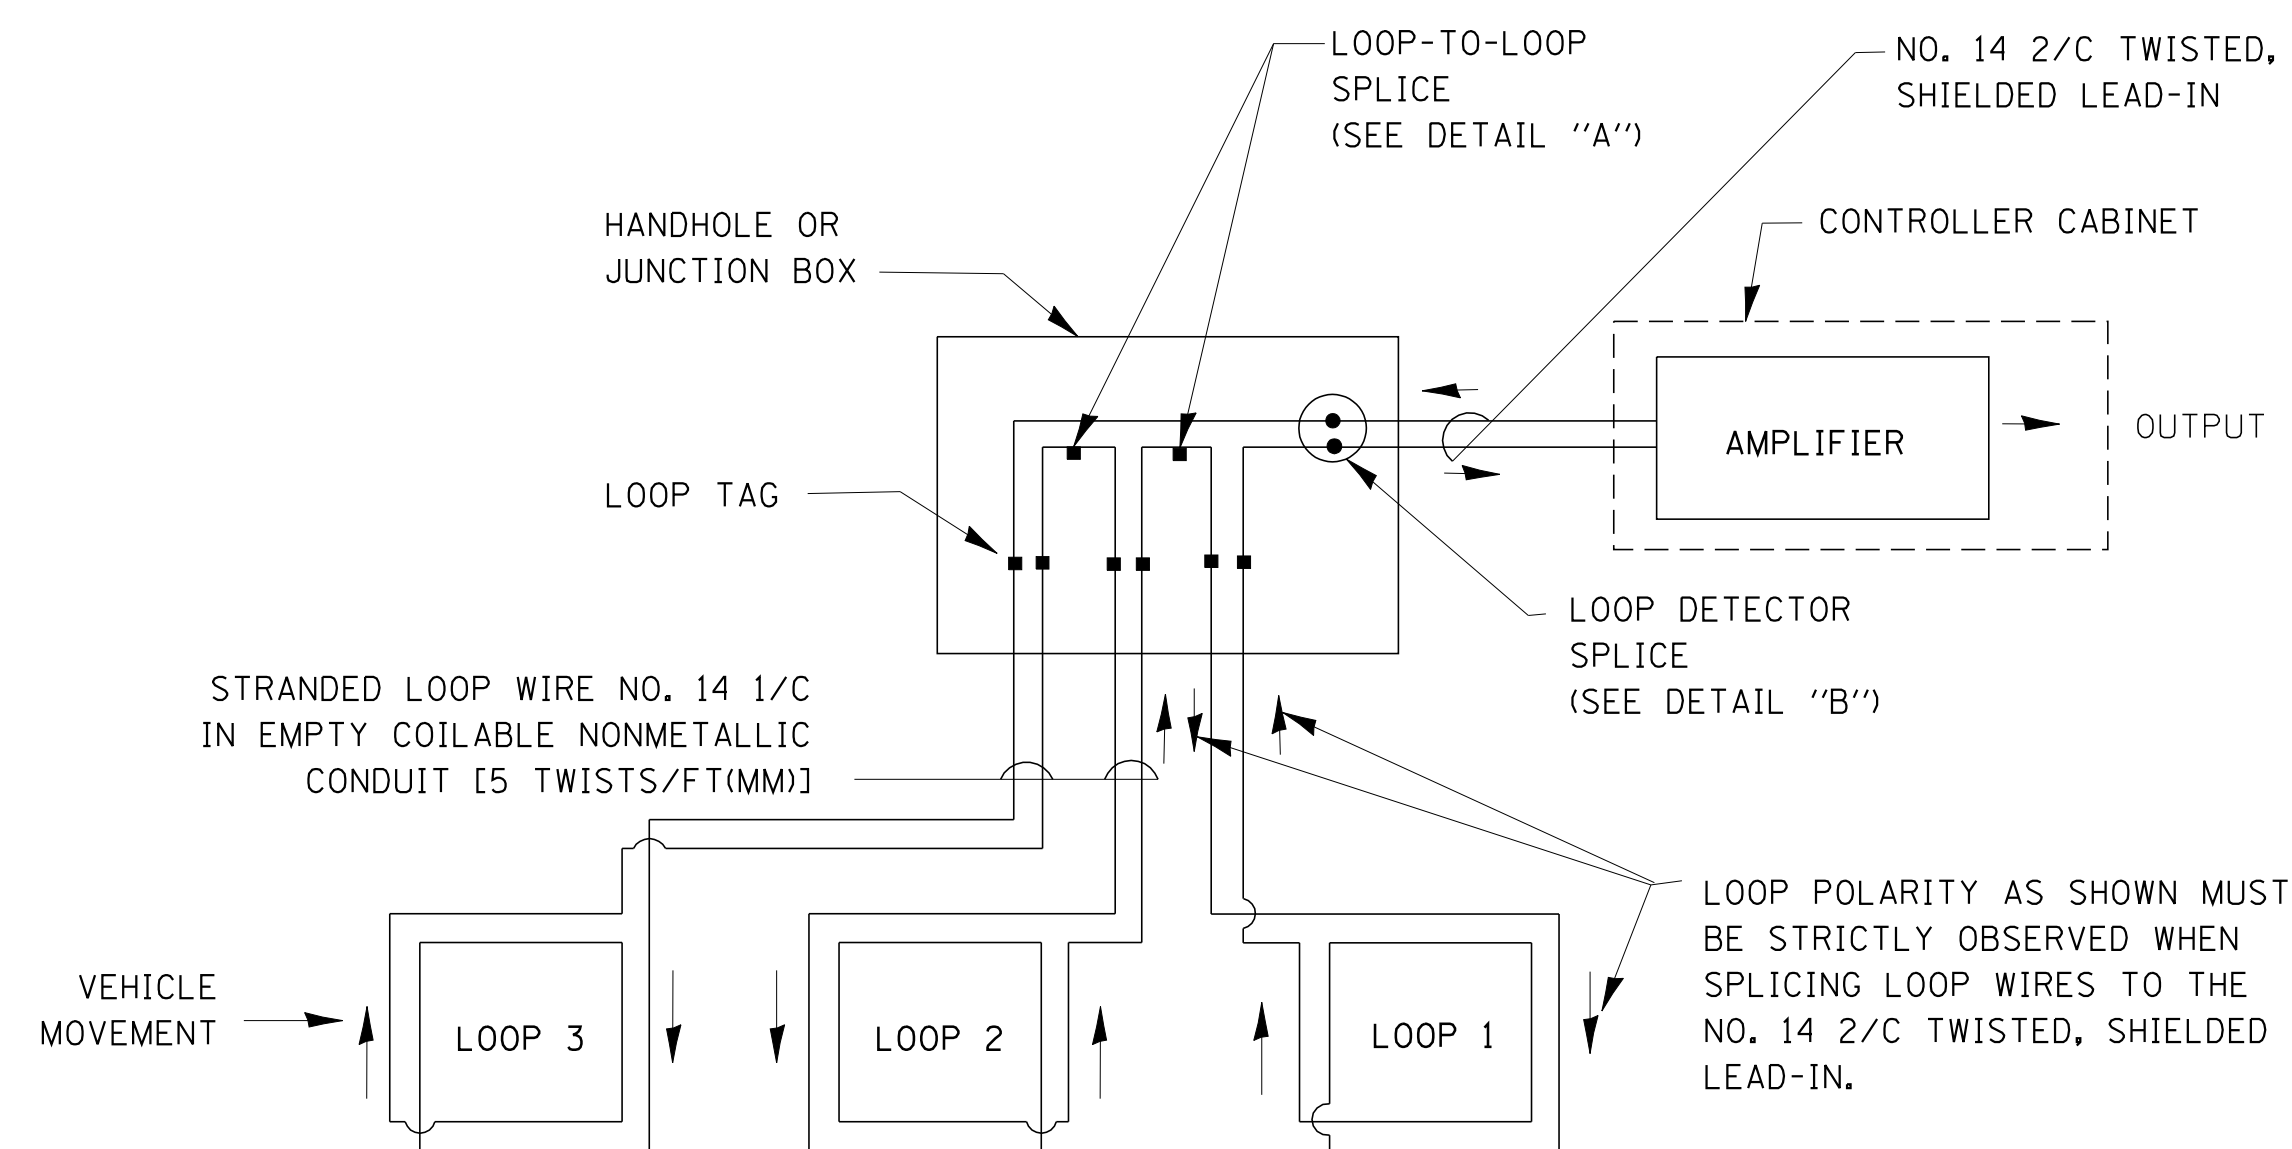 LOOP-TO-LOOP
SPLICE
(SEE DETAIL "A")
NO. 14 2/C TWISTED,
SHIELDED LEAD-IN
HANDHOLE OR
JUNCTION BOX
CONTROLLER CABINET
AMPLIFIER
OUTPUT
LOOP TAG
LOOP DETECTOR
SPLICE
(SEE DETAIL "B")
STRANDED LOOP WIRE NO. 14 1/C
IN EMPTY COILABLE NONMETALLIC
CONDUIT [5 TWISTS/FT(MM)]
LOOP POLARITY AS SHOWN MUST
BE STRICTLY OBSERVED WHEN
SPLICING LOOP WIRES TO THE
NO. 14 2/C TWISTED, SHIELDED
LEAD-IN.
VEHICLE
MOVEMENT
LOOP 3
LOOP 2
LOOP 1